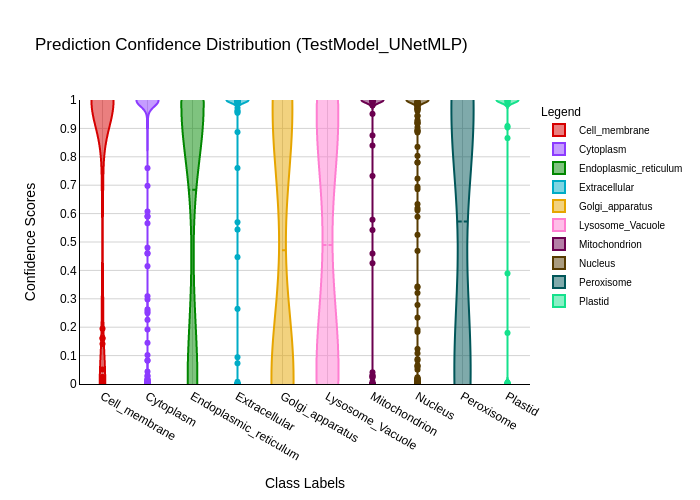 Prediction Confidence Distribution (TestModel_UNetMLP)
Confidence Scores
1
0.9
0.8
0.7
0.6
0.5
0.4
0.3
0.2
0.1
0
Cell_membrane
Cytoplasm
Endoplasmic_reticulum
Extracellular
Golgi_apparatus
Lysosome_Vacuole
Mitochondrion
Nucleus
Peroxisome
Plastid
Class Labels
Legend
Cell_membrane
Cytoplasm
Endoplasmic_reticulum
Extracellular
Golgi_apparatus
Lysosome_Vacuole
Mitochondrion
Nucleus
Peroxisome
Plastid